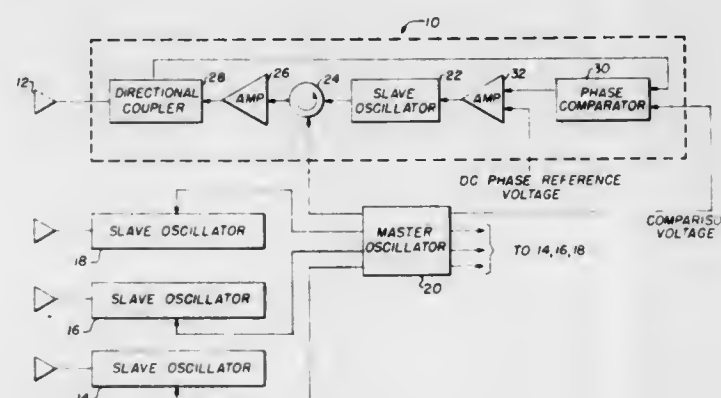 10
12
DIRECTIONAL
COUPLER
28
26
AMP
24
22
SLAVE
OSCILLATOR
32
AMP
30
PHASE
COMPARATOR
DC PHASE REFERENCE
VOLTAGE
VOLTAGE
SLAVE OSCILLATOR
18
MASTER
OSCILLATOR
20
TO 14, 16, 18
SLAVE OSCILLATOR
16
SLAVE OSCILLATOR
14